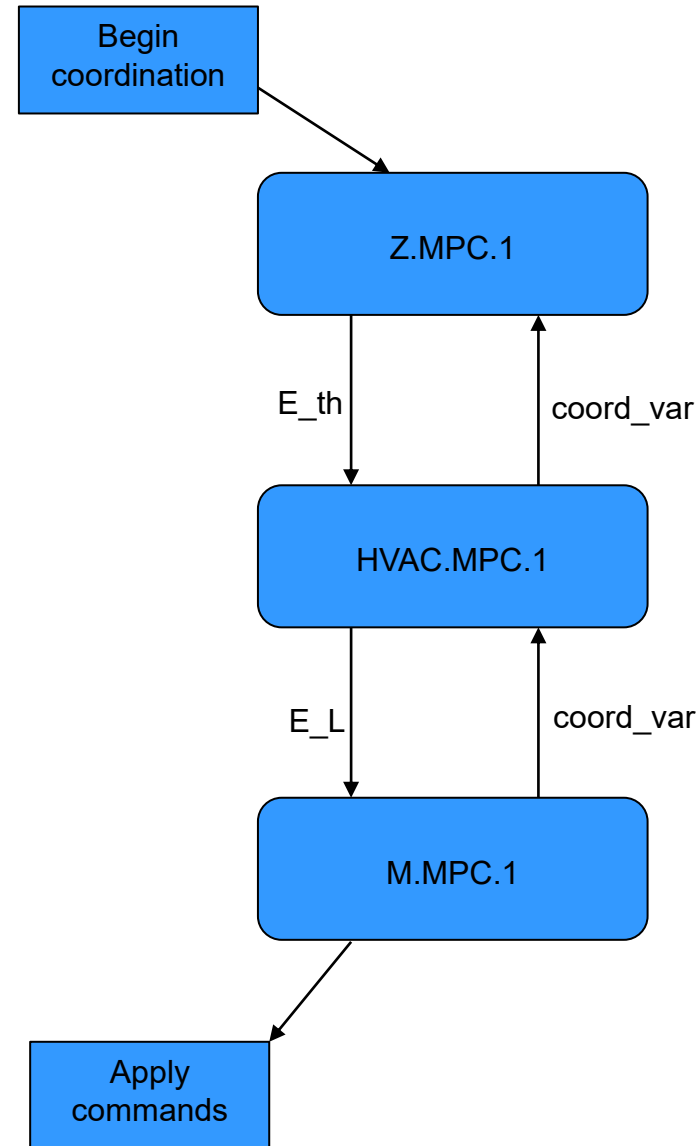 Begin
coordination
Z.MPC.1
E_th
coord_var
HVAC.MPC.1
E_L
coord_var
M.MPC.1
Apply
commands